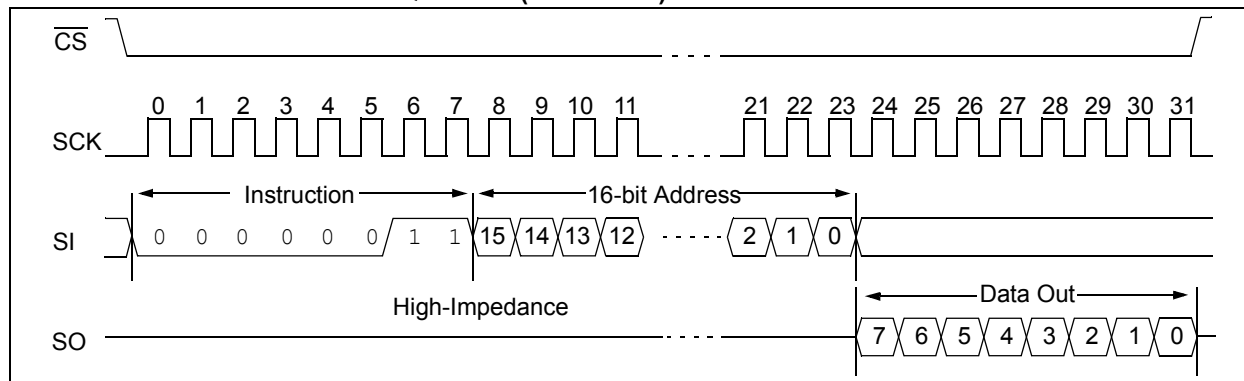 CS
0 1 2 3 4 5 6 7 8 9 10 11 21 22 23 24 25 26 27 28 29 30 31
SCK
Instruction 16-bit Address
SI 0 0 0 0 0 0 1 1 15 14 13 12 2 1 0
High-Impedance Data Out
SO 7 6 5 4 3 2 1 0